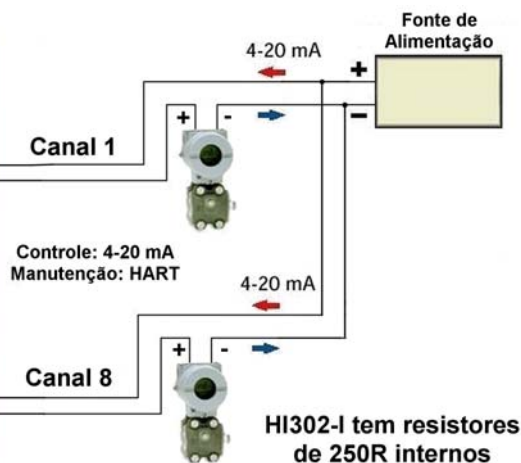 Fonte de
Alimentação
4-20 mA
+
+ -
-
Canal 1
Controle: 4-20 mA
Manutenção: HART
4-20 mA
+ -
Canal 8
HI302-I tem resistores
de 250R internos